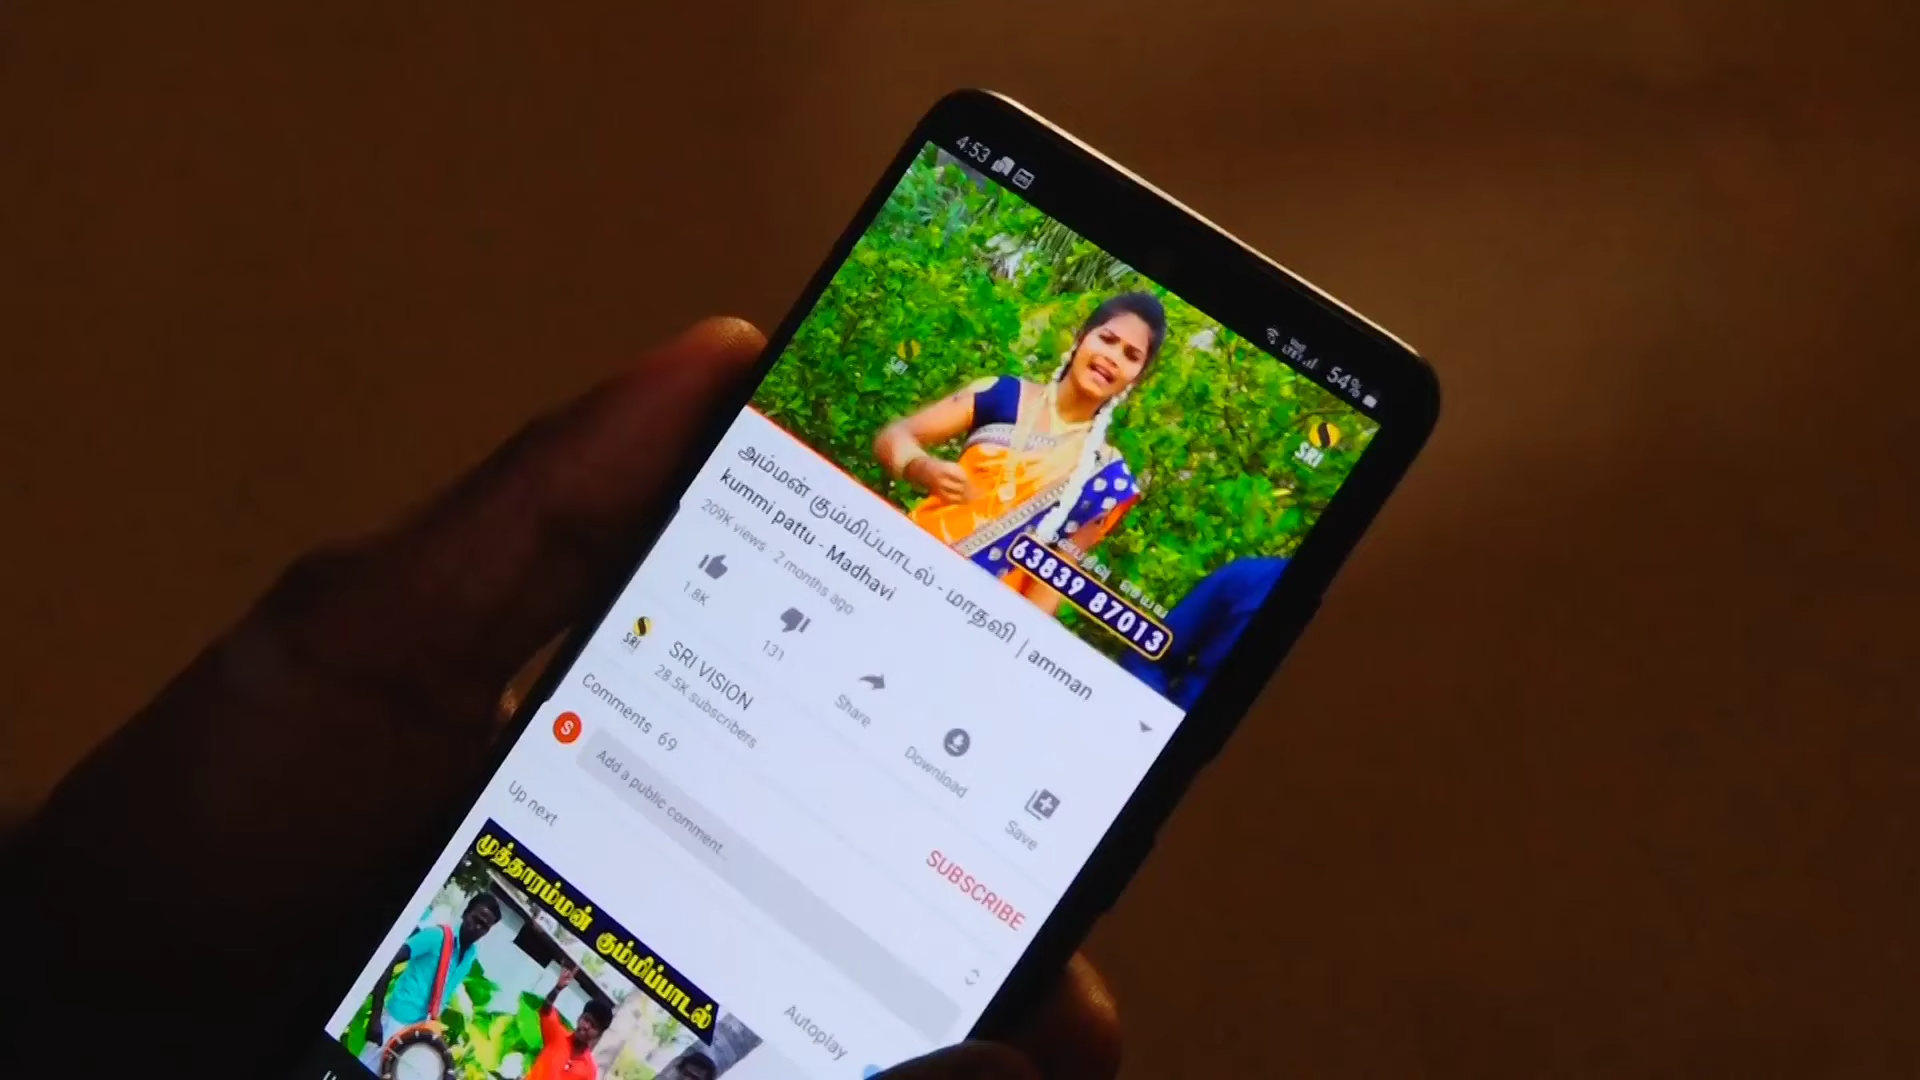 4:53
54%
SRI
SRI
63839 87013
அம்மன் கும்மிப்பாடல் - மாதவி | amman
kummi pattu - Madhavi
209K views · 2 months ago
1.8K
131
Share
Download
Save
SRI
SRI VISION
28.5K subscribers
SUBSCRIBE
Comments 69
S
Add a public comment...
Up next
Autoplay
முத்தாரம்மன் கும்மிப்பாடல்